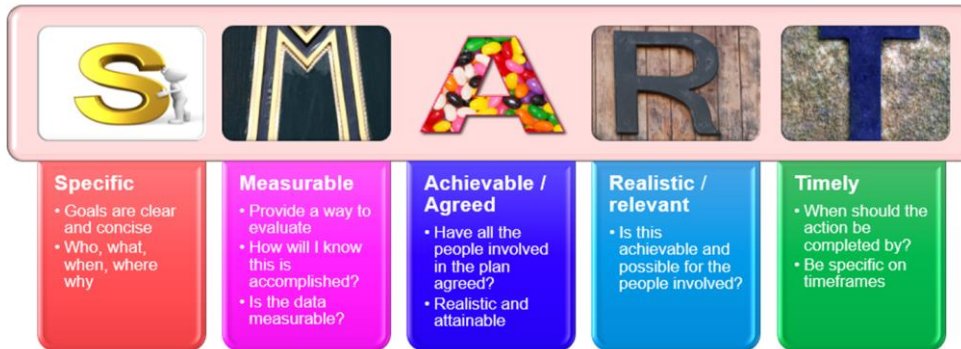 S M A R T
Specific
• Goals are clear
and concise
• Who, what,
when, where
why
Measurable
• Provide a way to
evaluate
• How will I know
this is
accomplished?
• Is the data
measurable?
Achievable /
Agreed
• Have all the
people involved
in the plan
agreed?
• Realistic and
attainable
Realistic /
relevant
• Is this
achievable and
possible for the
people involved?
Timely
• When should the
action be
completed by?
• Be specific on
timeframes